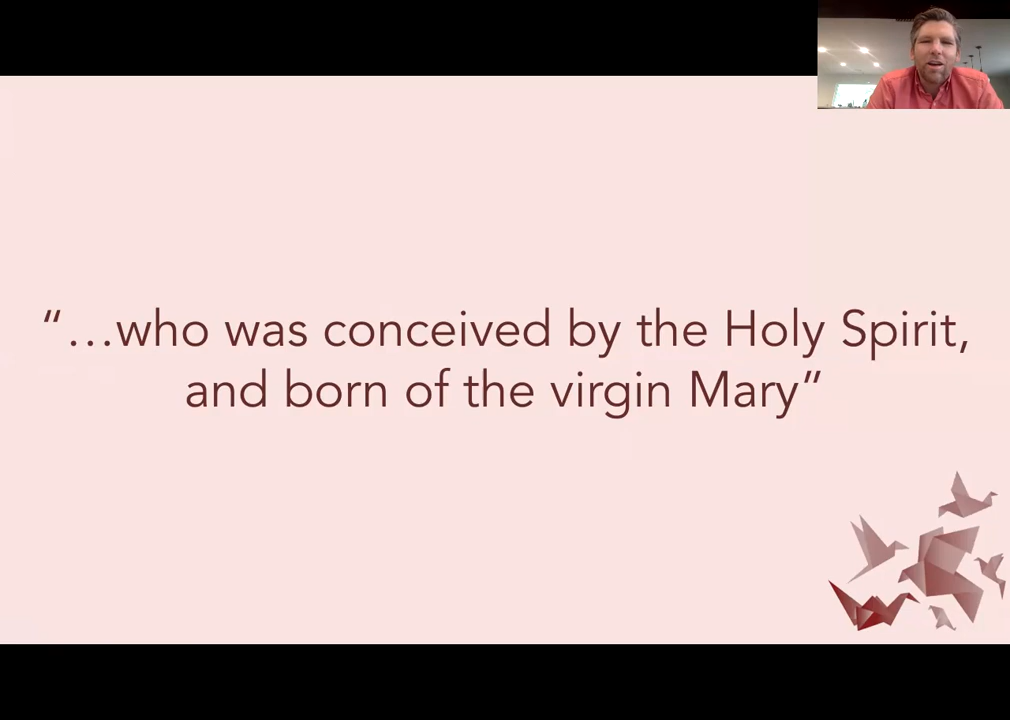 “…who was conceived by the Holy Spirit,
and born of the virgin Mary”